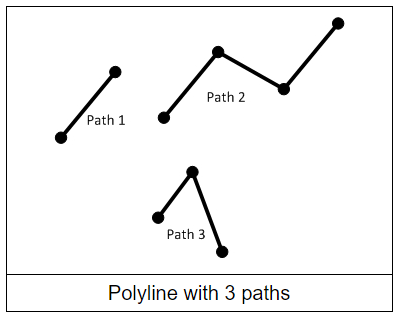 Path 1
Path 2
Path 3
Polyline with 3 paths